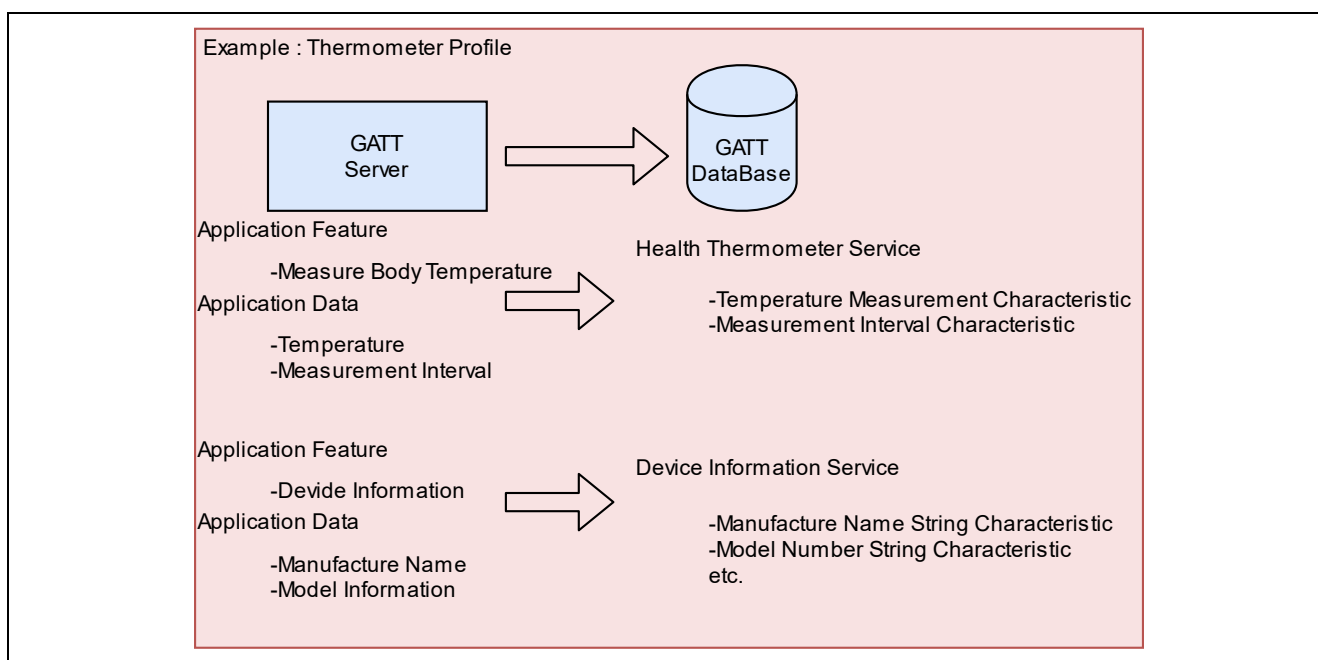 Example : Thermometer Profile
GATT
Server
GATT
DataBase
Application Feature
-Measure Body Temperature
Application Data
-Temperature
-Measurement Interval
Health Thermometer Service
-Temperature Measurement Characteristic
-Measurement Interval Characteristic
Application Feature
-Devide Information
Application Data
-Manufacture Name
-Model Information
Device Information Service
-Manufacture Name String Characteristic
-Model Number String Characteristic
etc.